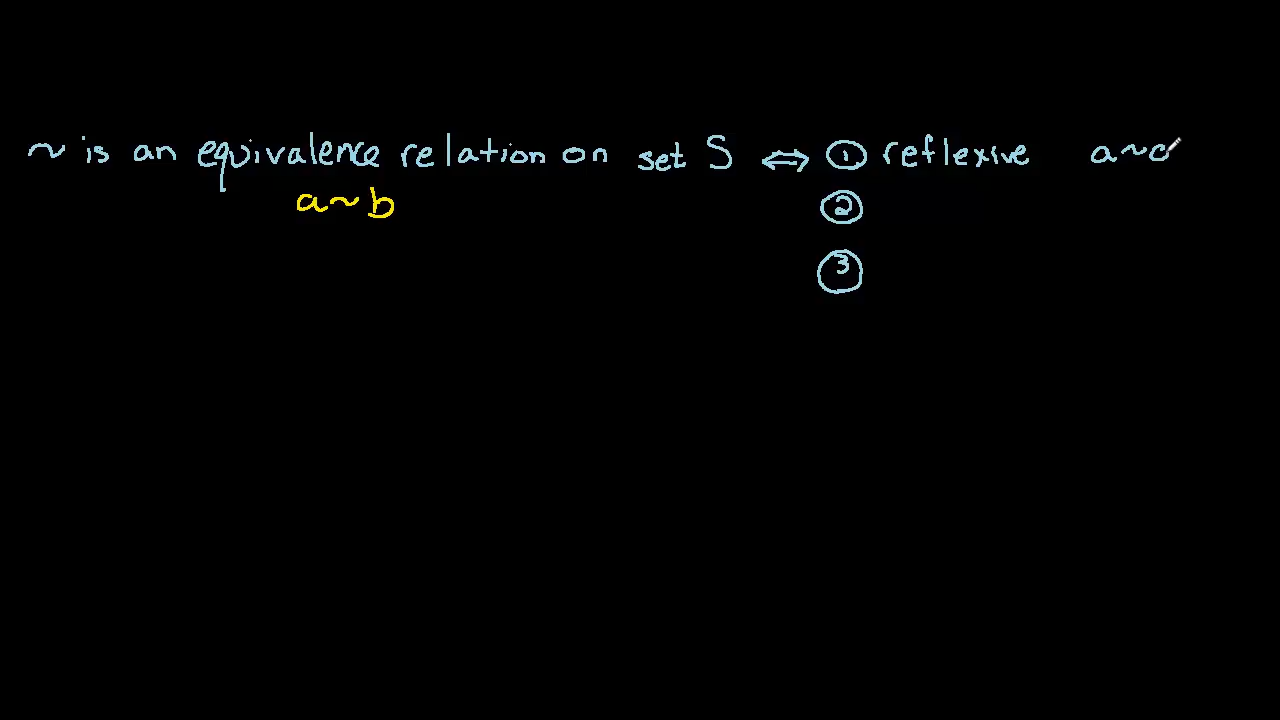 ~ is an equivalence relation on set S ⇔ ① reflexive a~
a~b ②
③